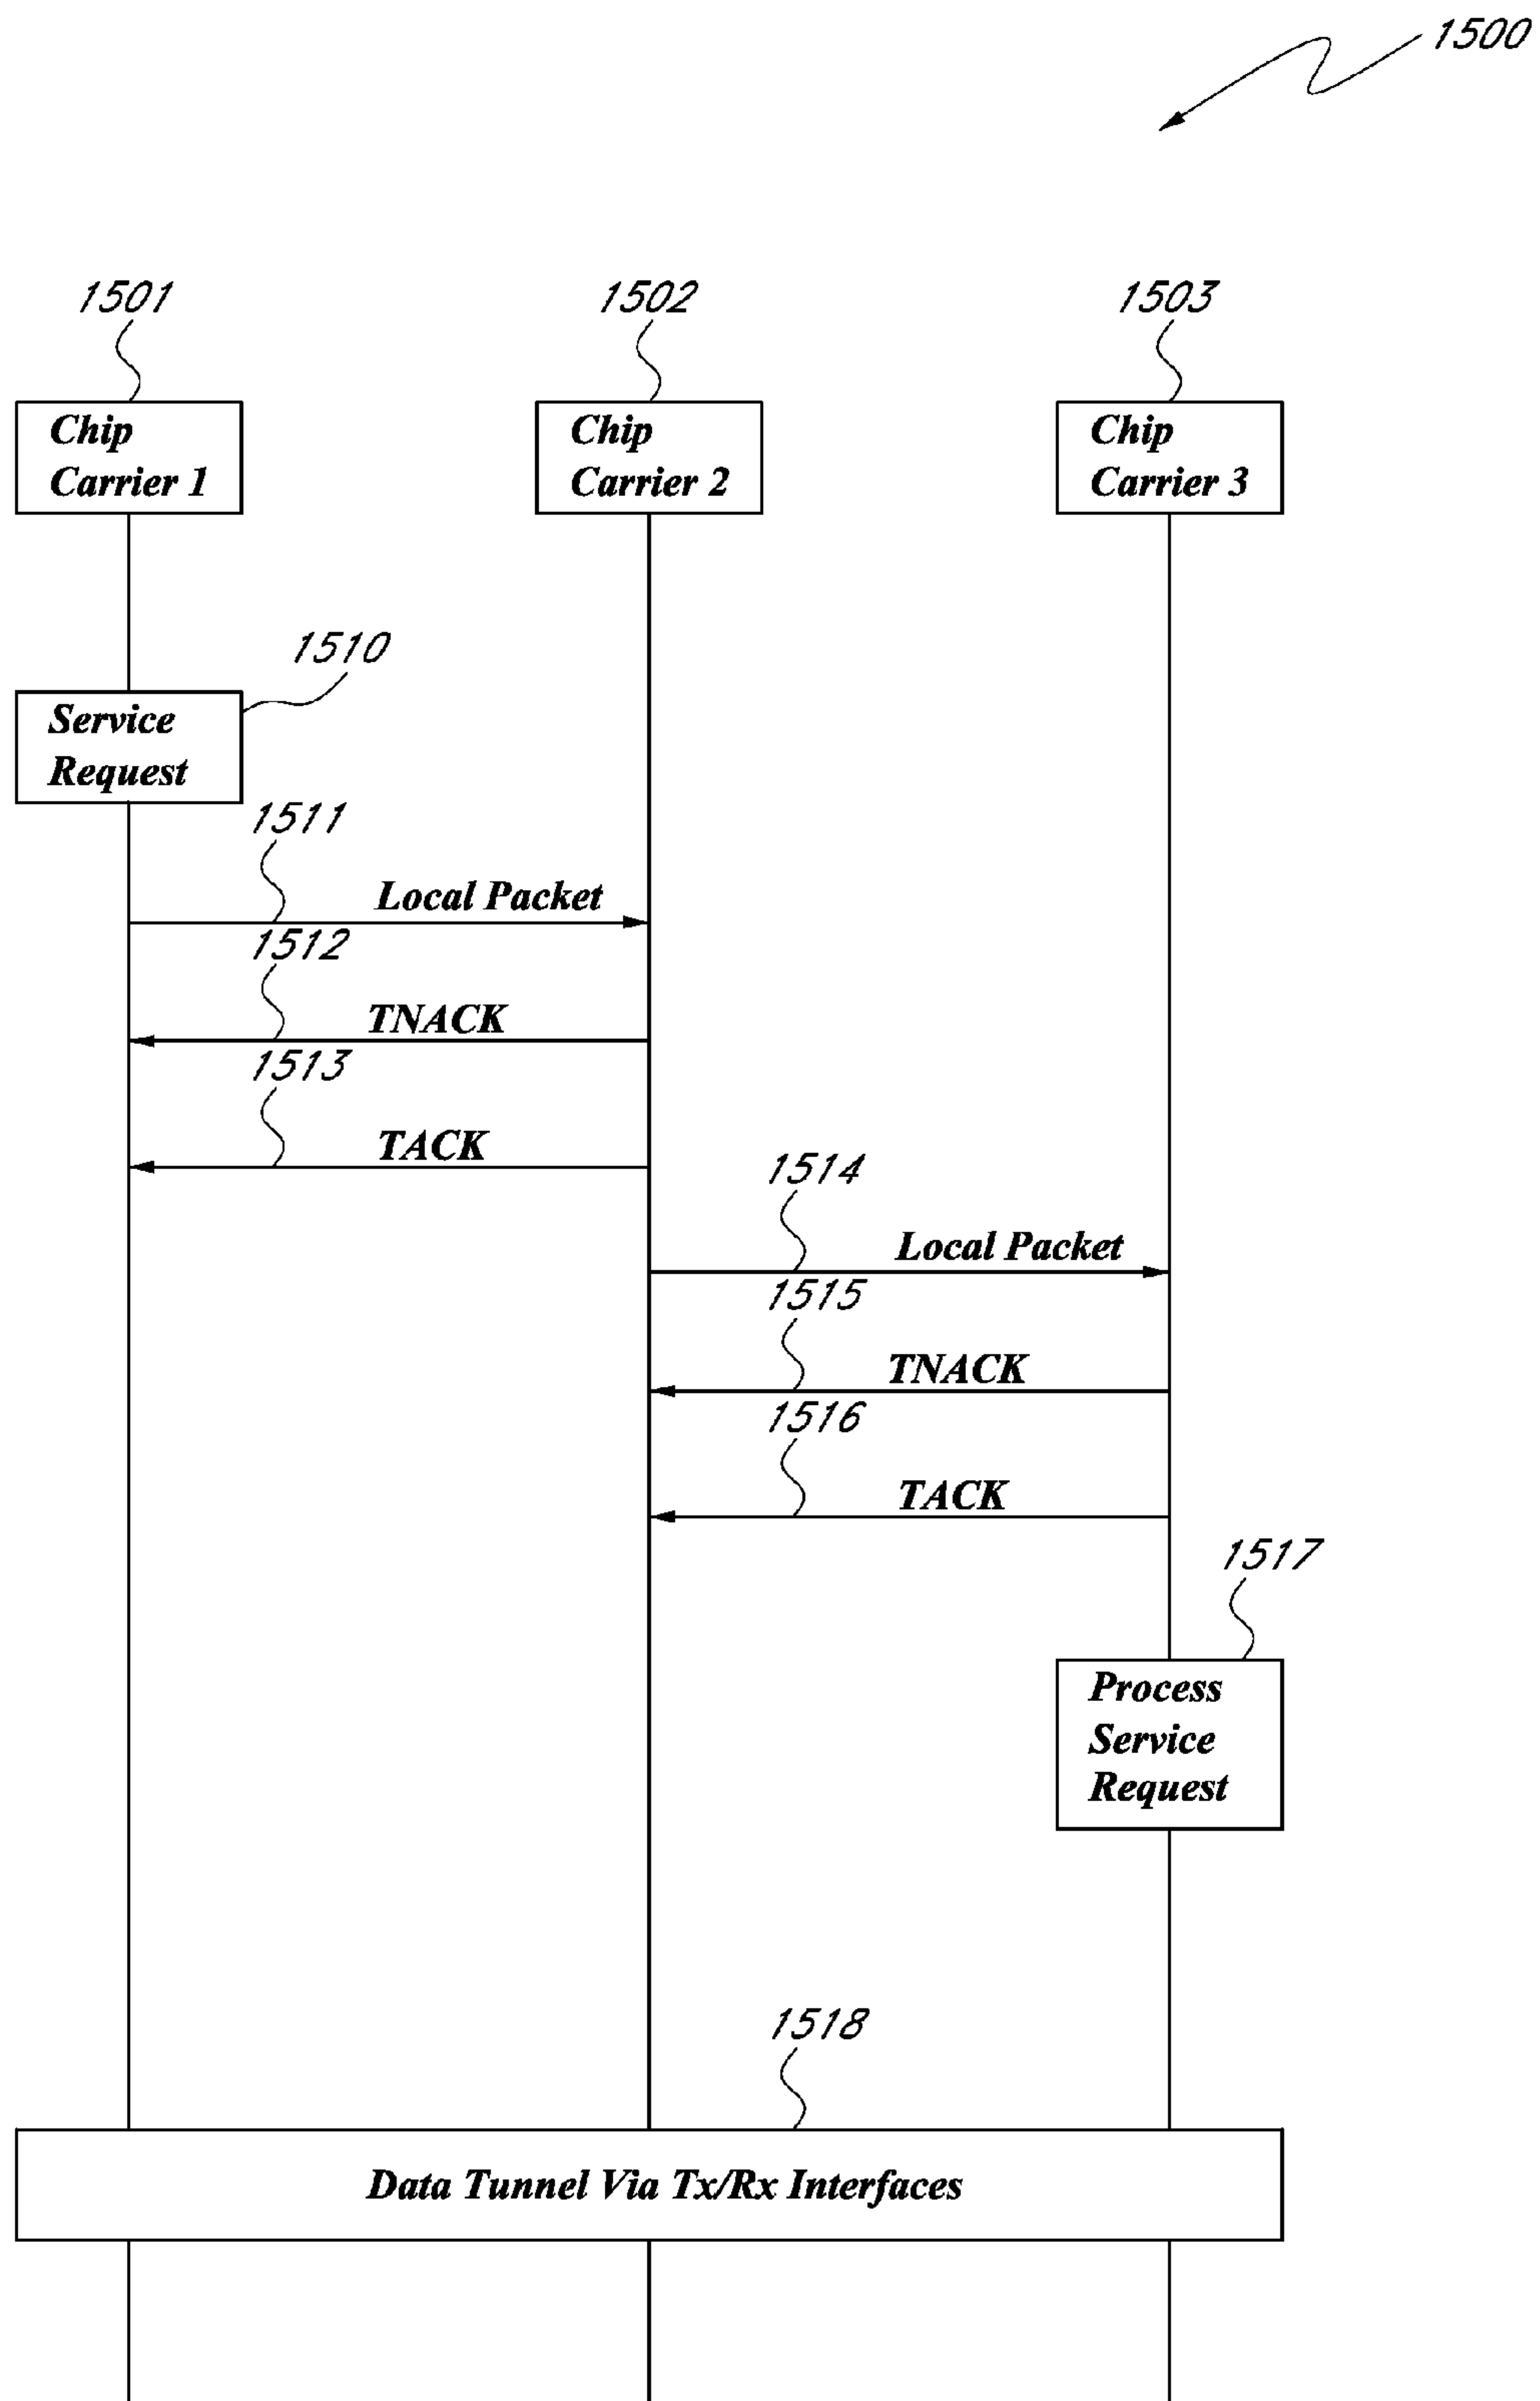 1500
1501
1502
1503
Chip
Carrier 1
Chip
Carrier 2
Chip
Carrier 3
1510
Service
Request
1511
Local Packet
1512
TNACK
1513
TACK
1514
Local Packet
1515
TNACK
1516
TACK
1517
Process
Service
Request
1518
Data Tunnel Via Tx/Rx Interfaces